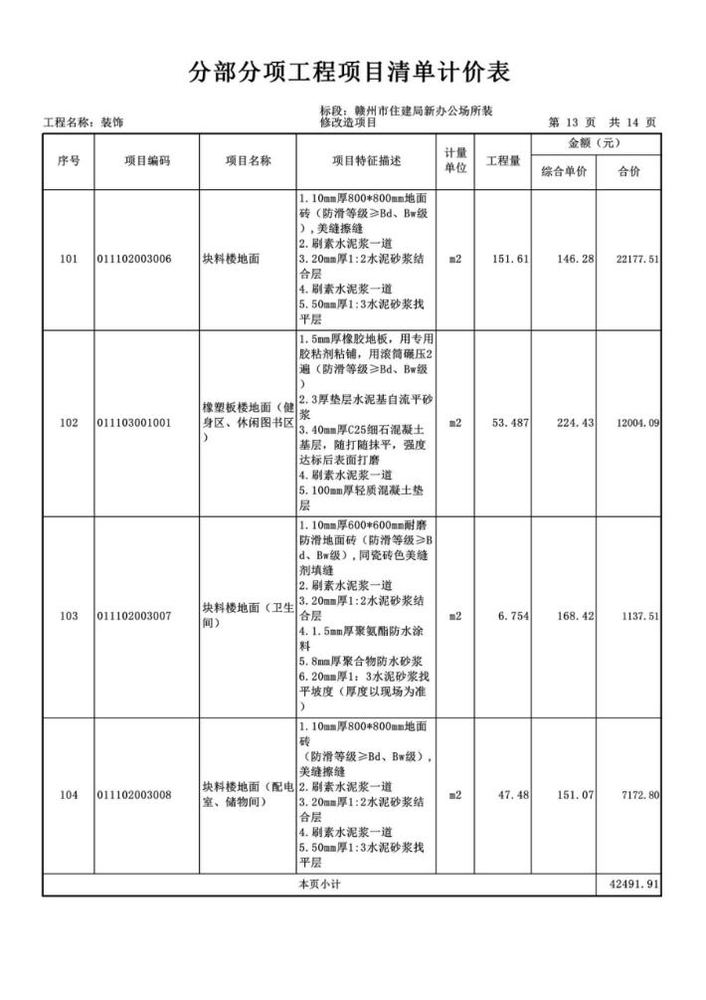 分部分项工程项目清单计价表
标段：赣州市住建局新办公场所装
工程名称：装饰
修改造项目
第 13 页 共 14 页
序号
项目编码
项目名称
项目特征描述
计量
单位
工程量
金额（元）
综合单价
合价
101
011102003006
块料楼地面
1.10mm厚800*800mm地面
砖（防滑等级≥Bd、Bw级
）,美缝擦缝
2.刷素水泥浆一道
3.20mm厚1:2水泥砂浆结
合层
4.刷素水泥浆一道
5.50mm厚1:3水泥砂浆找
平层
m2
151.61
146.28
22177.51
102
011103001001
橡塑板楼地面（健
身区、休闲图书区
）
1.5mm厚橡胶地板，用专用
胶粘剂粘铺，用滚筒碾压2
遍（防滑等级≥Bd、Bw级
）
2.3厚垫层水泥基自流平砂
浆
3.40mm厚C25细石混凝土
基层，随打随抹平，强度
达标后表面打磨
4.刷素水泥浆一道
5.100mm厚轻质混凝土垫
层
m2
53.487
224.43
12004.09
103
011102003007
块料楼地面（卫生
间）
1.10mm厚600*600mm耐磨
防滑地面砖（防滑等级≥B
d、Bw级）,同瓷砖色美缝
剂填缝
2.刷素水泥浆一道
3.20mm厚1:2水泥砂浆结
合层
4.1.5mm厚聚氨酯防水涂
料
5.8mm厚聚合物防水砂浆
6.20mm厚1：3水泥砂浆找
平坡度（厚度以现场为准
）
m2
6.754
168.42
1137.51
104
011102003008
块料楼地面（配电
室、储物间）
1.10mm厚800*800mm地面
砖
（防滑等级≥Bd、Bw级）,
美缝擦缝
2.刷素水泥浆一道
3.20mm厚1:2水泥砂浆结
合层
4.刷素水泥浆一道
5.50mm厚1:3水泥砂浆找
平层
m2
47.48
151.07
7172.80
本页小计
42491.91